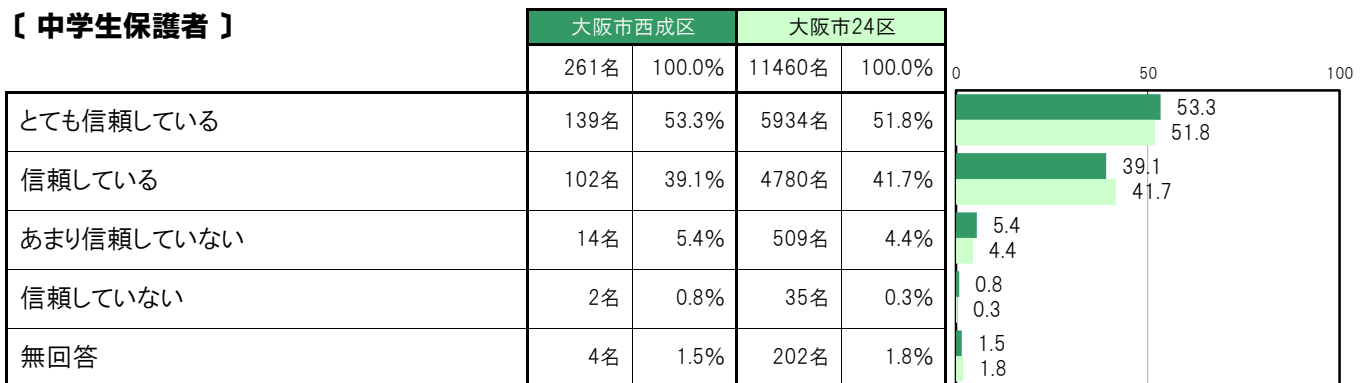 〔 中学生保護者 〕
大阪市西成区 大阪市24区
261名 100.0% 11460名 100.0%
0 50 100
とても信頼している 139名 53.3% 5934名 51.8% 53.3
51.8
信頼している 102名 39.1% 4780名 41.7% 39.1
41.7
あまり信頼していない 14名 5.4% 509名 4.4% 5.4
4.4
信頼していない 2名 0.8% 35名 0.3% 0.8
0.3
無回答 4名 1.5% 202名 1.8% 1.5
1.8